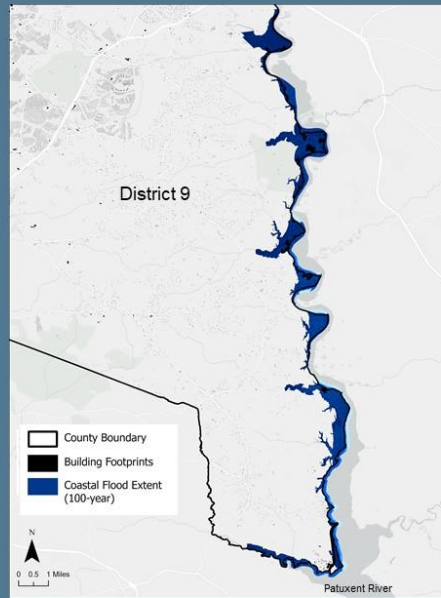 District 9
County Boundary
Building Footprints
Coastal Flood Extent
(100-year)
N
0 0.5 1 Miles
Patuxent River